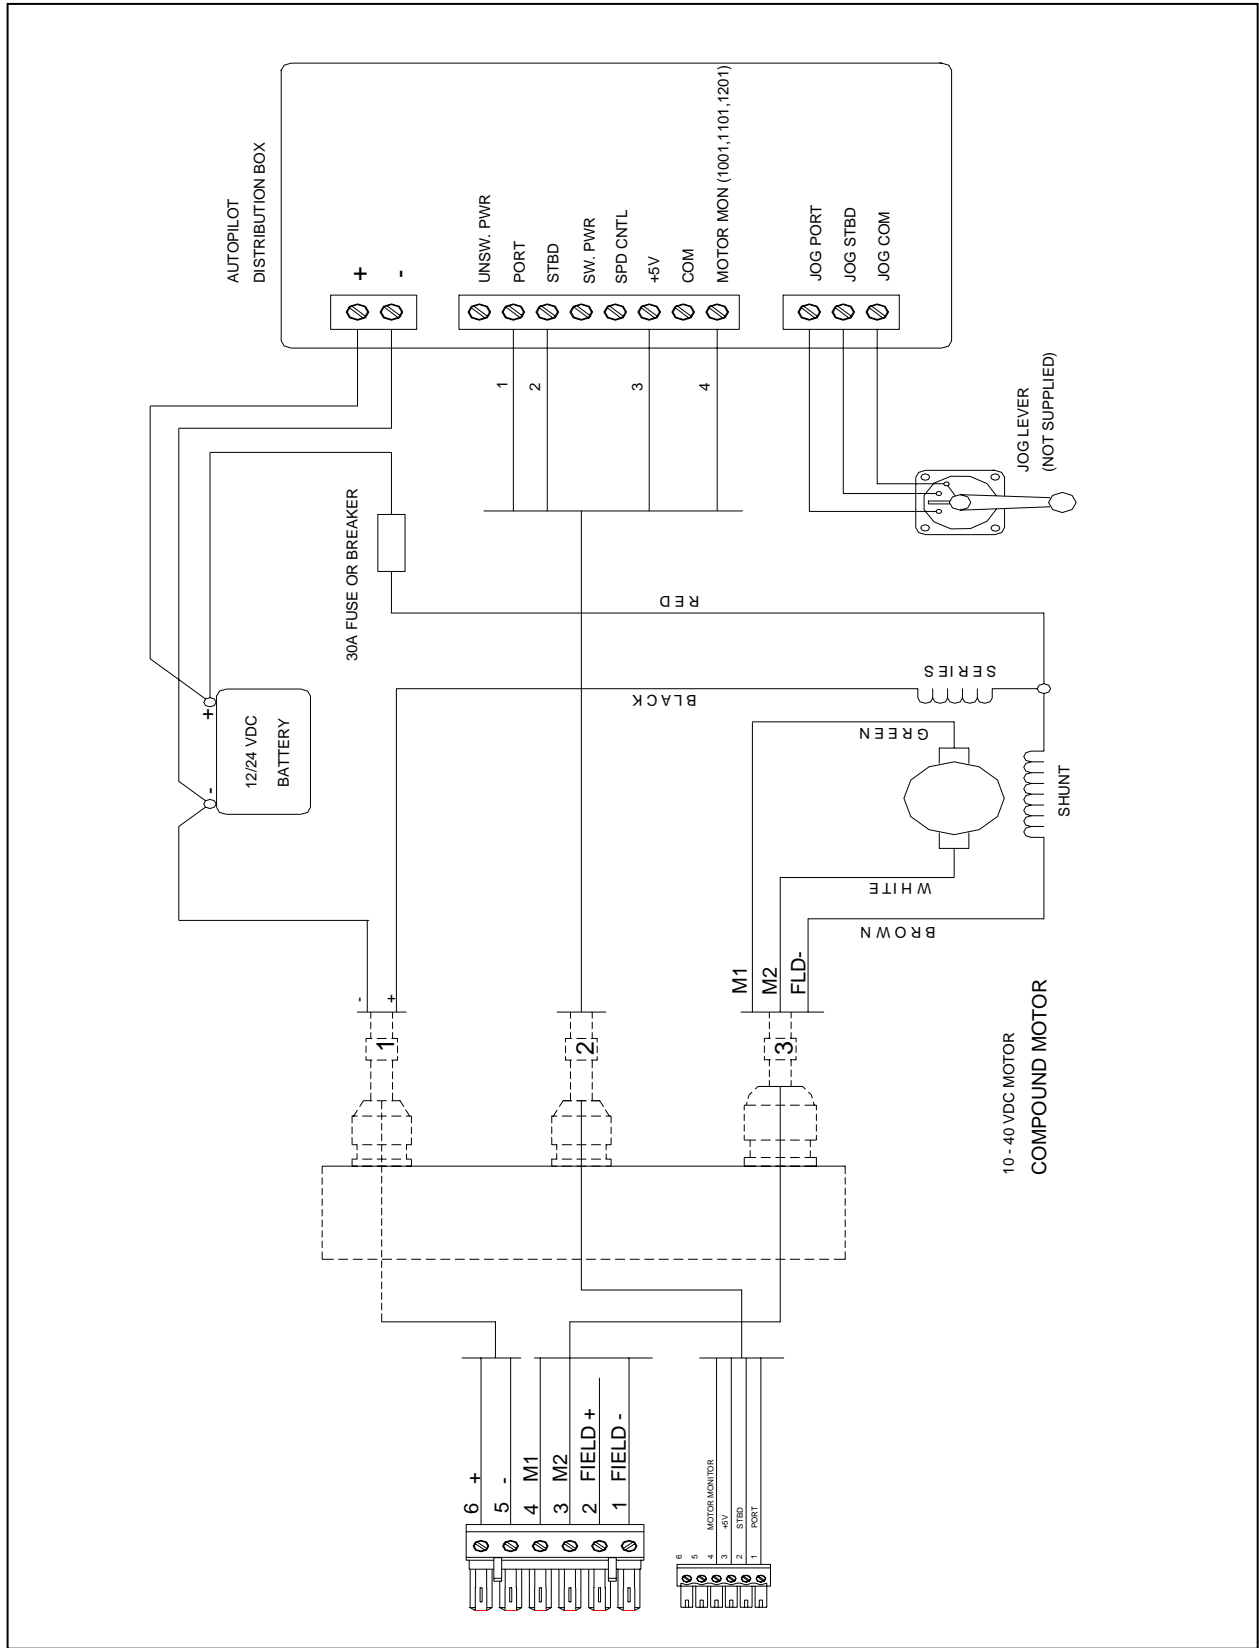 AUTOPILOT
DISTRIBUTION BOX
+
-
UNSW. PWR
PORT
STBD
SW. PWR
SPD CNTL
+5V
COM
MOTOR MON (1001,1101,1201)
JOG PORT
JOG STBD
JOG COM
1
2
3
4
JOG LEVER
(NOT SUPPLIED)
30A FUSE OR BREAKER
RED
+
-
12/24 VDC
BATTERY
BLACK
SERIES
GREEN
SHUNT
WHITE
BROWN
-
+
M1
M2
FLD-
1
2
3
10 - 40 VDC MOTOR
COMPOUND MOTOR
6 +
5 -
4 M1
3 M2
2 FIELD +
1 FIELD -
6
5
4 MOTOR MONITOR
3 +5V
2 STBD
1 PORT